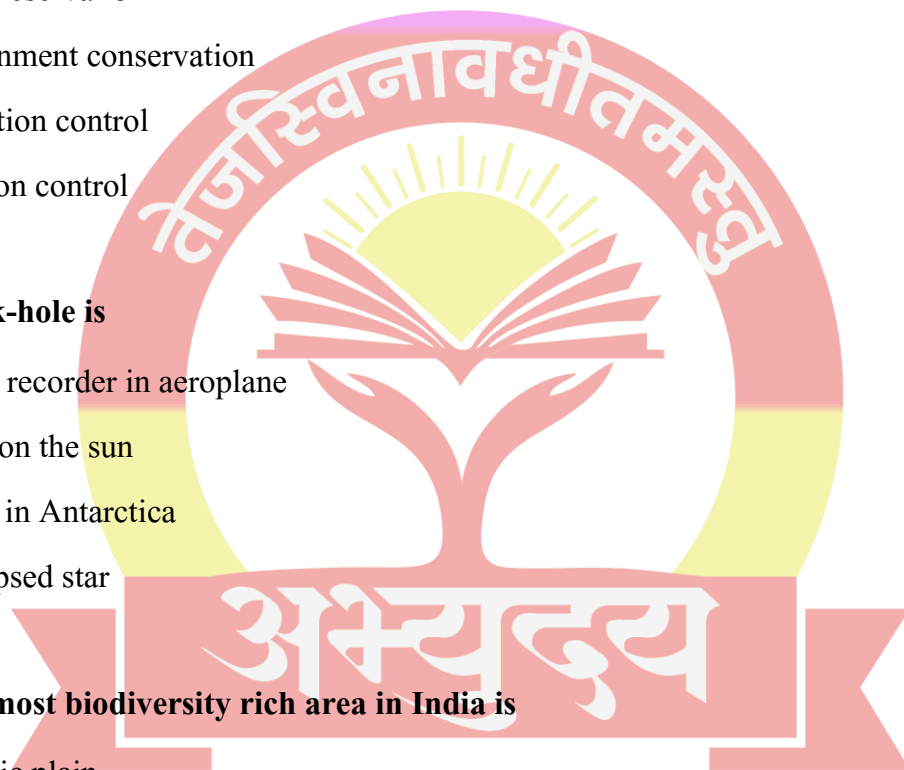 nment conservation
तेजस्विनावधीतमस्तु
tion control
on control
k-hole is
recorder in aeroplane
on the sun
in Antarctica
psed star
अभ्युदय
most biodiversity rich area in India is